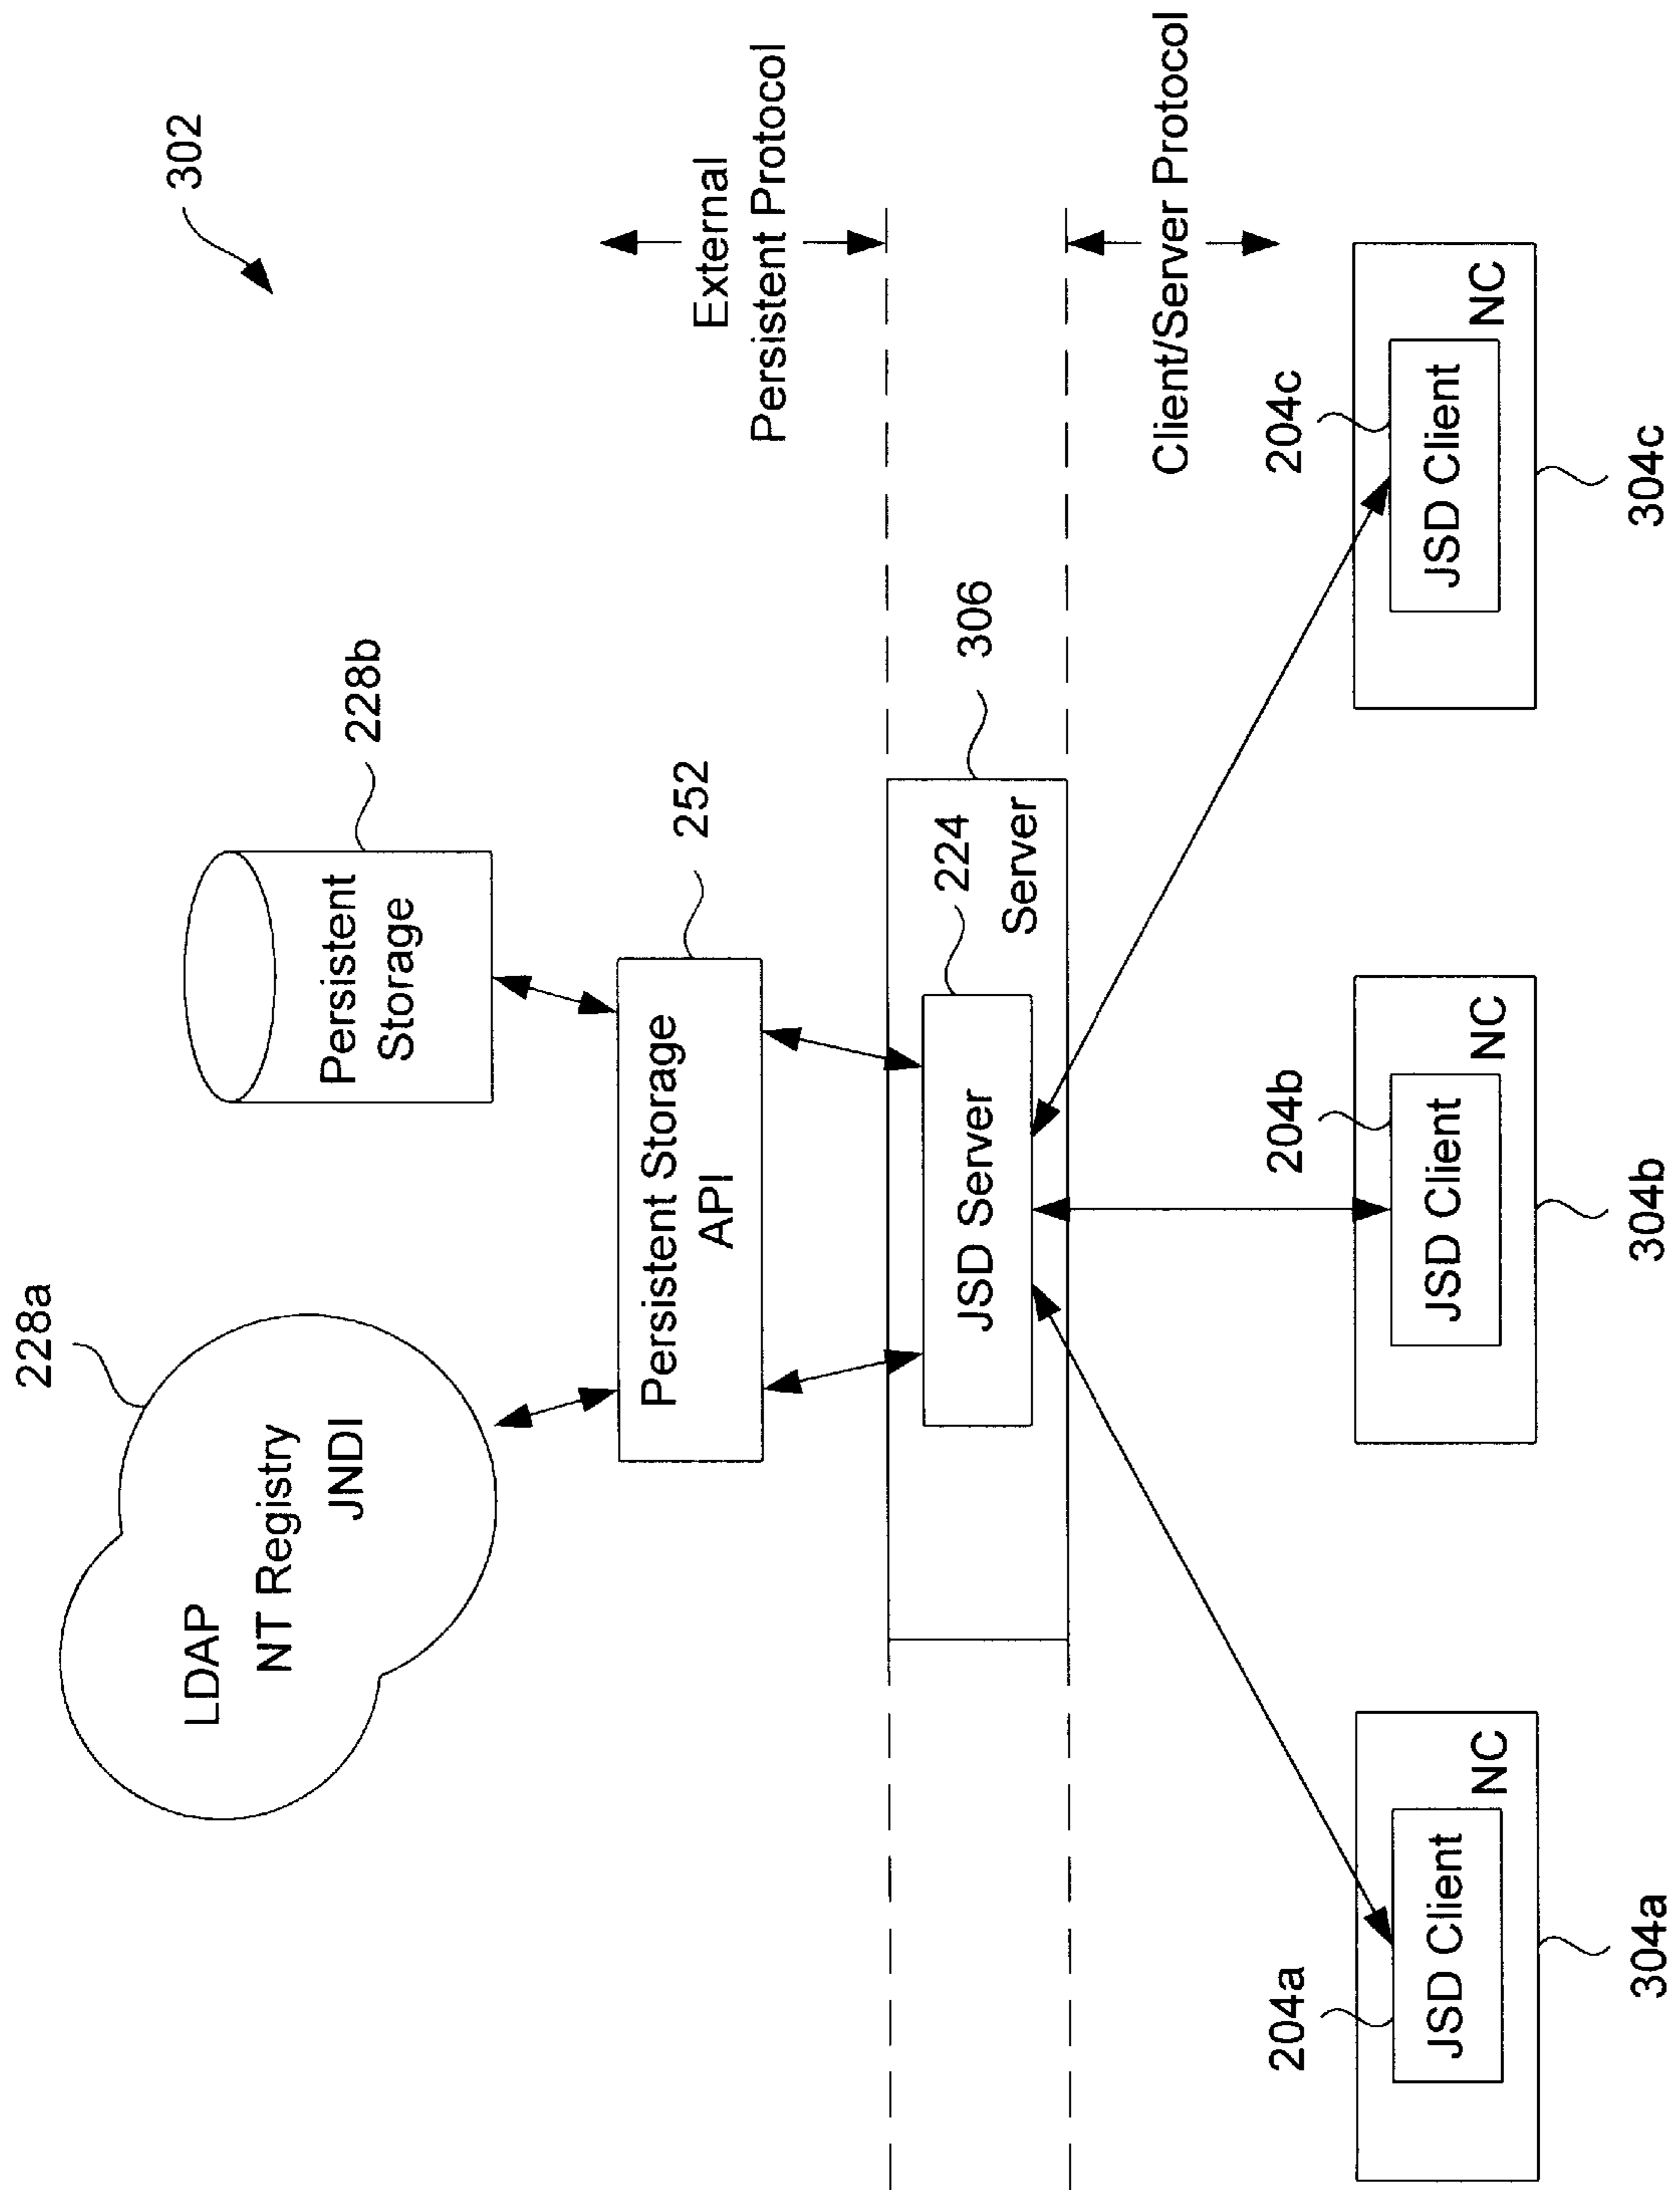 302
228a
LDAP
NT Registry
JNDI
228b
Persistent
Storage
252
Persistent Storage
API
External
Persistent Protocol
306
224
JSD Server
Server
Client/Server Protocol
204a
JSD Client
NC
304a
204b
JSD Client
NC
304b
204c
JSD Client
NC
304c